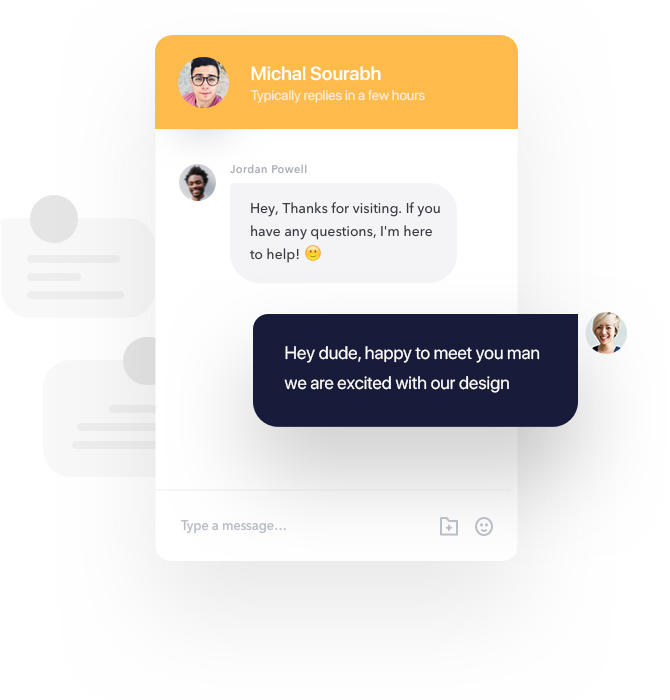 Michal Sourabh
Typically replies in a few hours
Jordan Powell
Hey, Thanks for visiting. If you
have any questions, I'm here
to help! 🙂
Hey dude, happy to meet you man
we are excited with our design
Type a message...